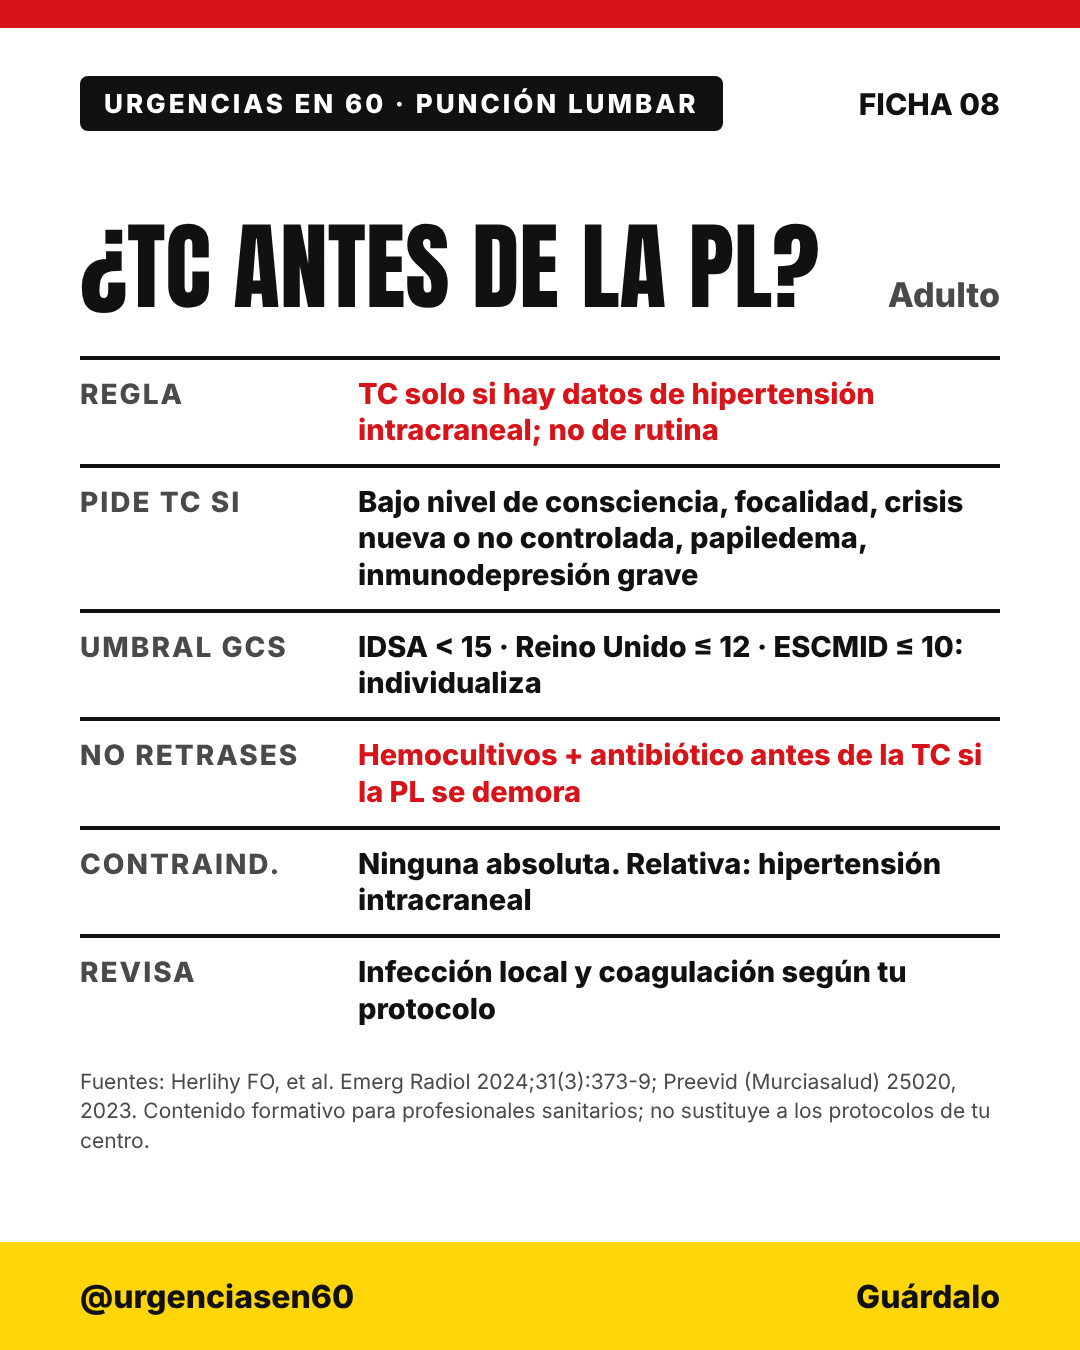 URGENCIAS EN 60 · PUNCIÓN LUMBAR
FICHA 08
¿TC ANTES DE LA PL?
Adulto
REGLA
TC solo si hay datos de hipertensión
intracraneal; no de rutina
PIDE TC SI
Bajo nivel de consciencia, focalidad, crisis
nueva o no controlada, papiledema,
inmunodepresión grave
UMBRAL GCS
IDSA < 15 · Reino Unido ≤ 12 · ESCMID ≤ 10:
individualiza
NO RETRASES
Hemocultivos + antibiótico antes de la TC si
la PL se demora
CONTRAIND.
Ninguna absoluta. Relativa: hipertensión
intracraneal
REVISA
Infección local y coagulación según tu
protocolo
Fuentes: Herlihy FO, et al. Emerg Radiol 2024;31(3):373-9; Preevid (Murciasalud) 25020,
2023. Contenido formativo para profesionales sanitarios; no sustituye a los protocolos de tu
centro.
@urgenciasen60
Guárdalo